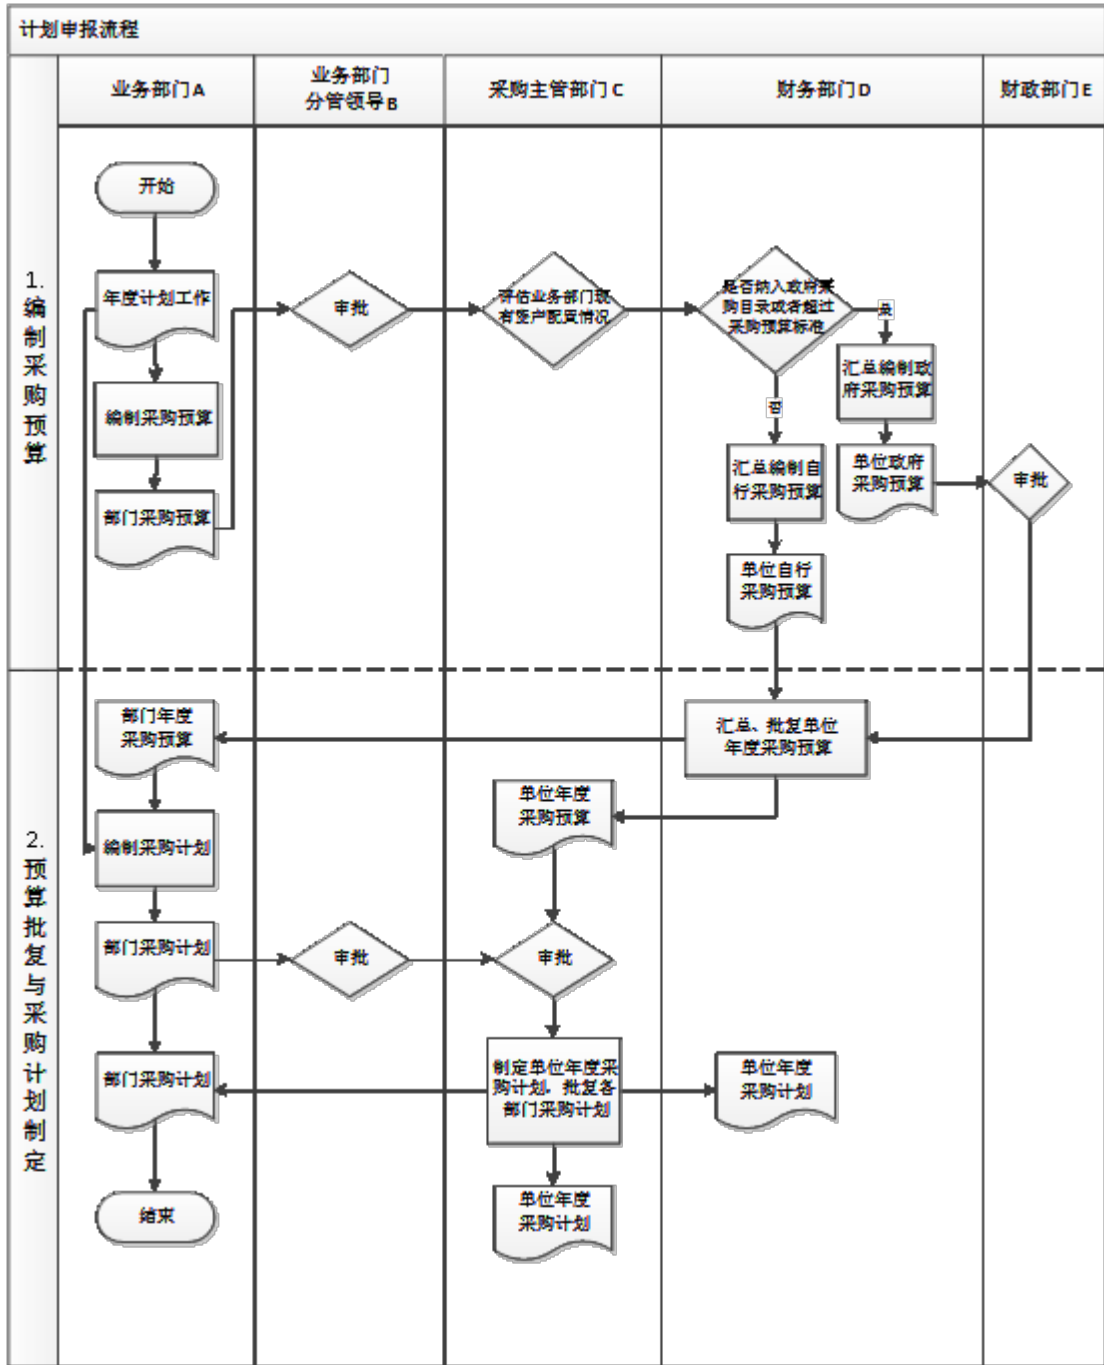 计划申报流程
业务部门A
业务部门
分管领导B
采购主管部门C
财务部门D
财政部门E
1.
编
制
采
购
预
算
开始
年度计划工作
编制采购预算
部门采购预算
审批
评估业务部门现
有资产配置情况
是否纳入政府采
购目录或者超过
采购预算标准
是
否
汇总编制政
府采购预算
单位政府
采购预算
汇总编制自
行采购预算
单位自行
采购预算
审批
2.
预
算
批
复
与
采
购
计
划
制
定
部门年度
采购预算
汇总、批复单位
年度采购预算
单位年度
采购预算
编制采购计划
部门采购计划
审批
审批
部门采购计划
制定单位年度采
购计划，批复各
部门采购计划
单位年度
采购计划
结束
单位年度
采购计划